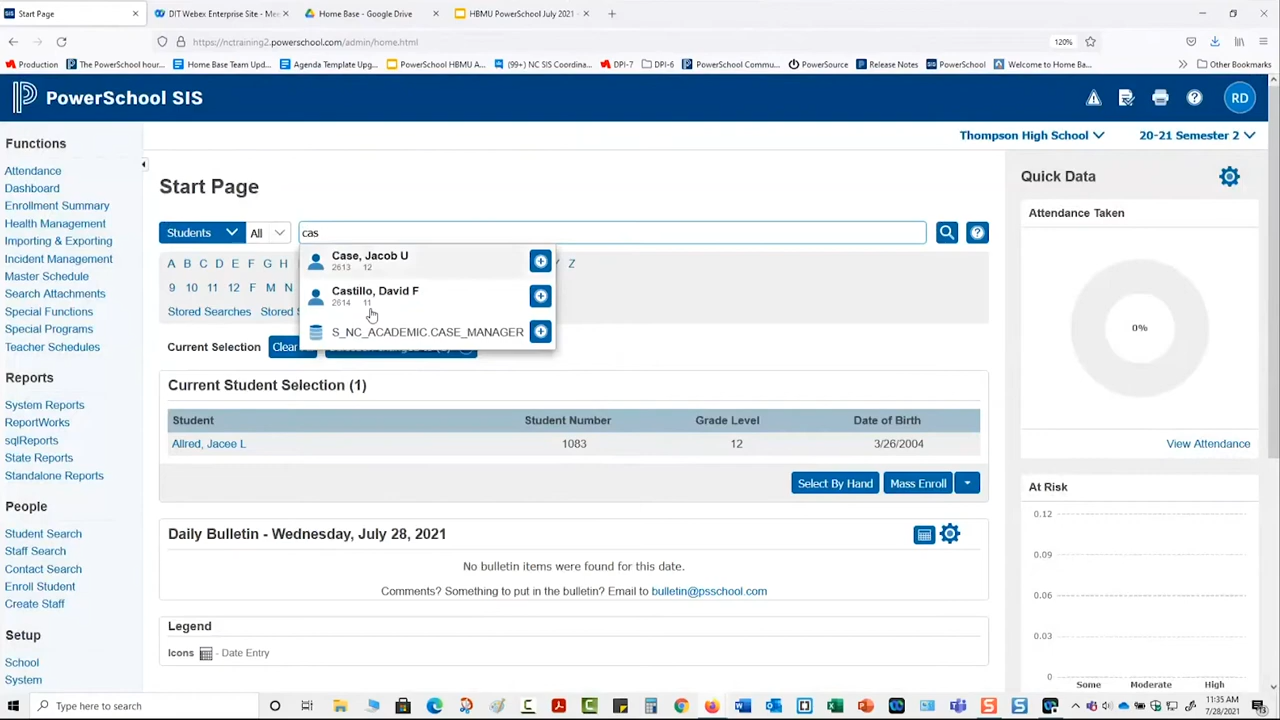 Start Page
DIT Webex Enterprise Site - Me
Home Base - Google Drive
HBMU PowerSchool July 2021 -
https://nctraining2.powerschool.com/admin/home.html
120%
Production
The PowerSchool hour...
Home Base Team Upd...
Agenda Template Upg...
PowerSchool HBMU A...
(99+) NC SIS Coordina...
DPI-7
DPI-6
PowerSchool Commu...
PowerSource
Release Notes
PowerSchool
Welcome to Home Ba...
Other Bookmarks
PowerSchool SIS
RD
Functions
Attendance
Dashboard
Enrollment Summary
Health Management
Importing & Exporting
Incident Management
Master Schedule
Search Attachments
Special Functions
Special Programs
Teacher Schedules
Reports
System Reports
ReportWorks
sqlReports
State Reports
Standalone Reports
People
Student Search
Staff Search
Contact Search
Enroll Student
Create Staff
Setup
School
System
Thompson High School
20-21 Semester 2
Start Page
Students
All
cas
A B C D E F G H
Z
9 10 11 12 F M N
Stored Searches Stored S
Case, Jacob U
2613 12
Castillo, David F
2614 11
S_NC_ACADEMIC.CASE_MANAGER
Current Selection
Clear
Current Student Selection (1)
Student Student Number Grade Level Date of Birth
Allred, Jacee L 1083 12 3/26/2004
Select By Hand
Mass Enroll
Daily Bulletin - Wednesday, July 28, 2021
No bulletin items were found for this date.
Comments? Something to put in the bulletin? Email to bulletin@psschool.com
Legend
Icons - Date Entry
Quick Data
Attendance Taken
0%
View Attendance
At Risk
0.12
0.09
0.06
0.03
0
Some Moderate High
Type here to search
11:35 AM
7/28/2021